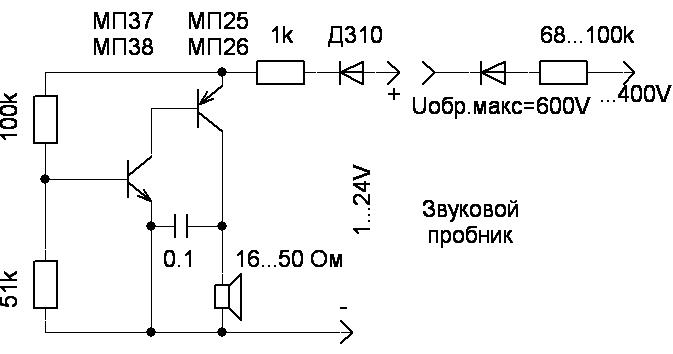 МП37
МП38
МП25
МП26
1k
Д310
68...100k
+
Uобр.макс=600V
...400V
100k
1...24V
Звуковой
пробник
0.1
16...50 Ом
51k
-